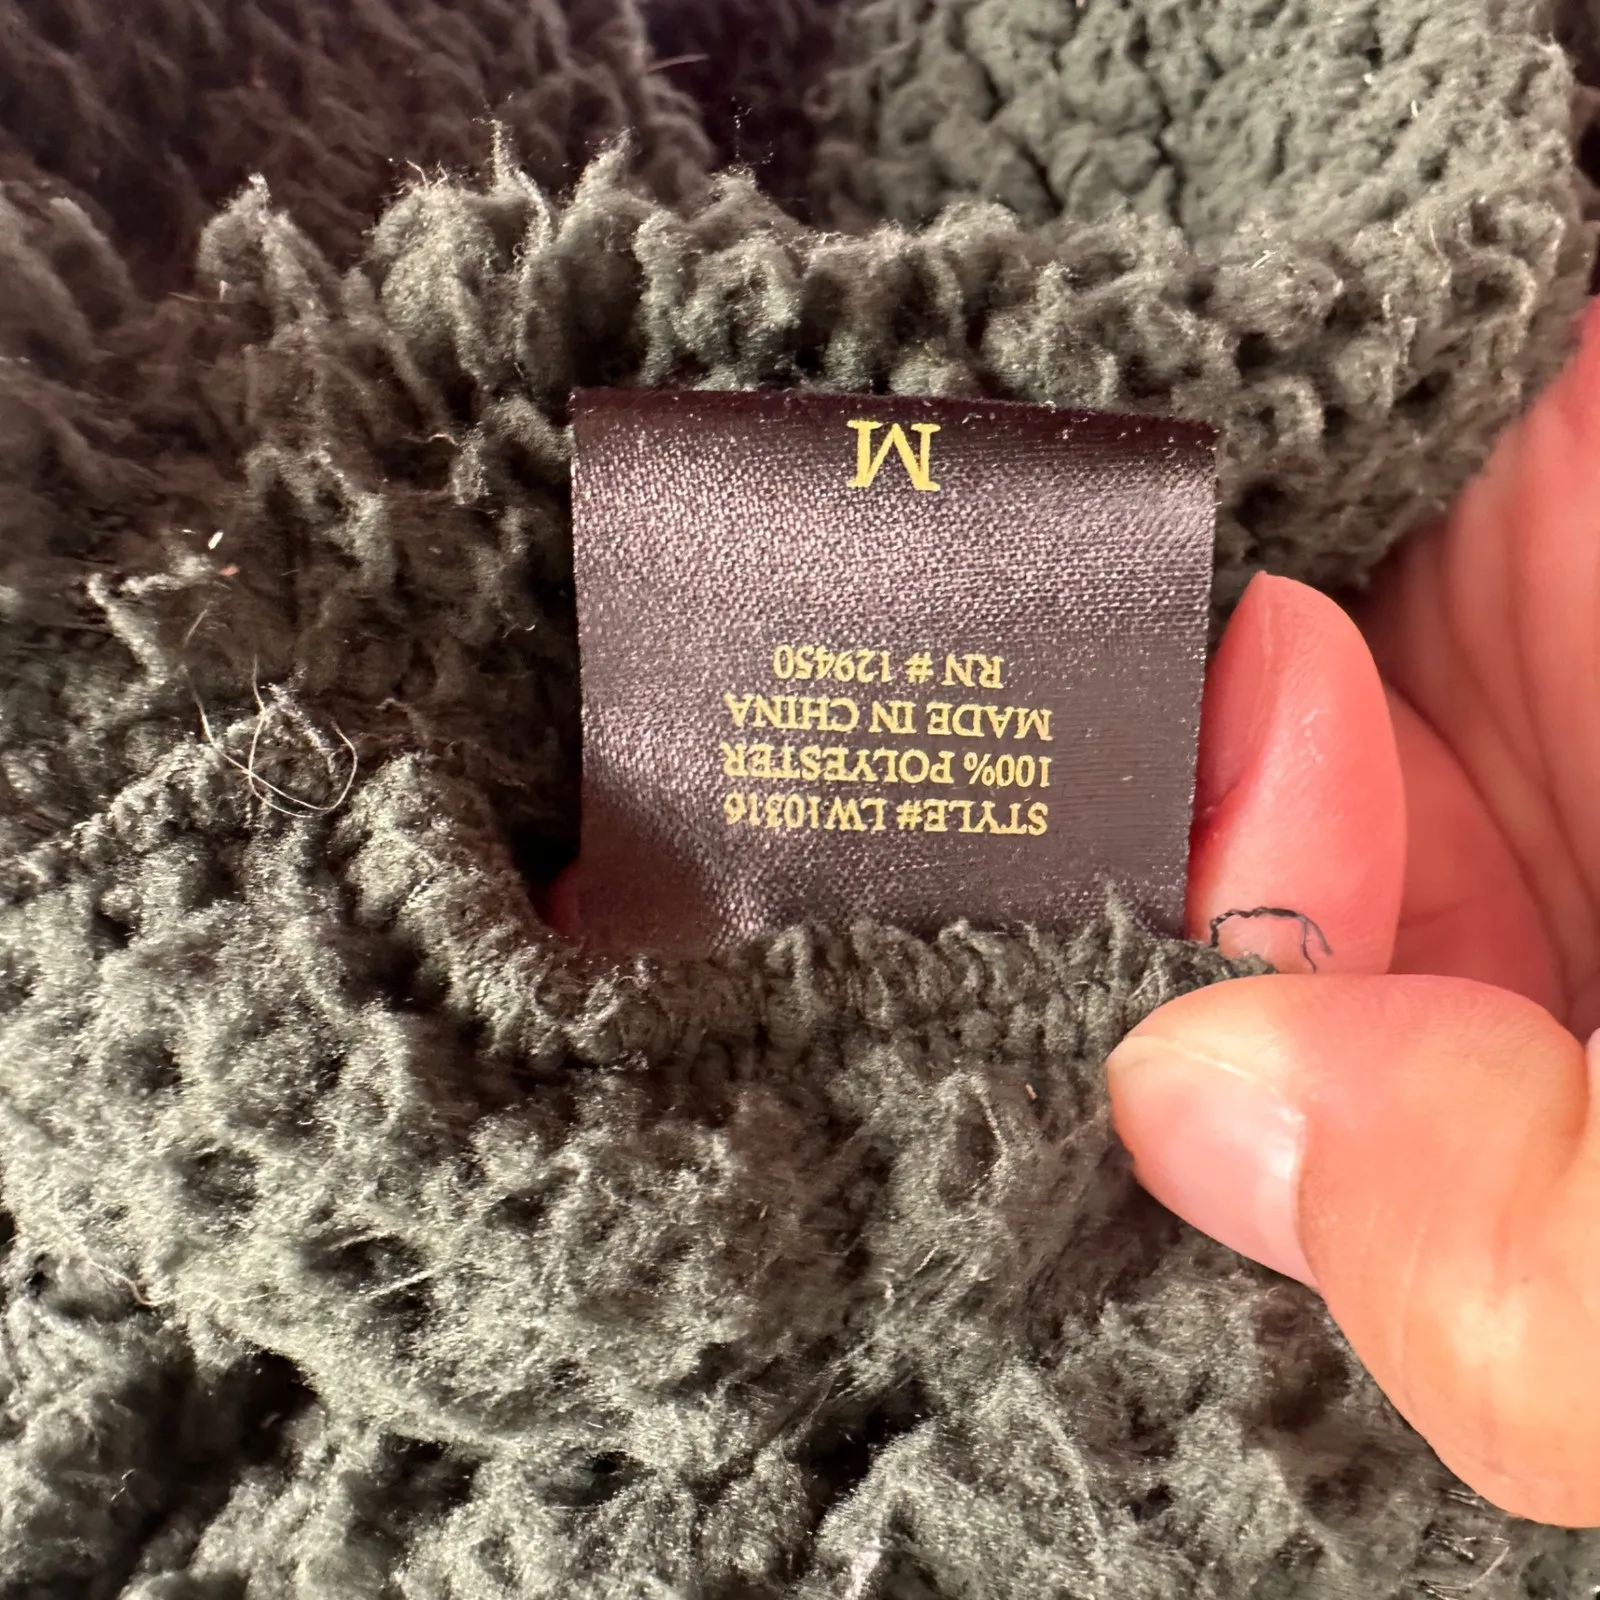 STYLE# LW10316
100% POLYESTER
MADE IN CHINA
RN # 129450
M